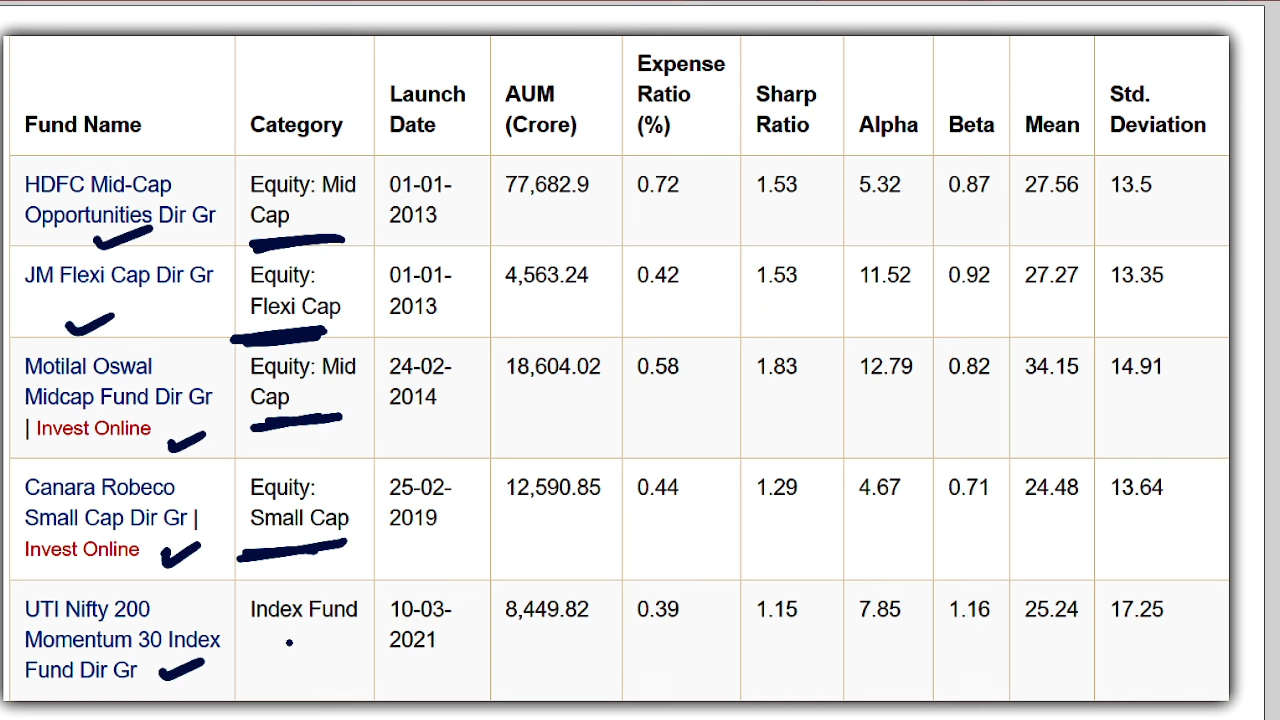 Fund Name Category Launch Date AUM (Crore) Expense Ratio (%) Sharp Ratio Alpha Beta Mean Std. Deviation
HDFC Mid-Cap Opportunities Dir Gr Equity: Mid Cap 01-01-2013 77,682.9 0.72 1.53 5.32 0.87 27.56 13.5
JM Flexi Cap Dir Gr Equity: Flexi Cap 01-01-2013 4,563.24 0.42 1.53 11.52 0.92 27.27 13.35
Motilal Oswal Midcap Fund Dir Gr | Invest Online Equity: Mid Cap 24-02-2014 18,604.02 0.58 1.83 12.79 0.82 34.15 14.91
Canara Robeco Small Cap Dir Gr | Invest Online Equity: Small Cap 25-02-2019 12,590.85 0.44 1.29 4.67 0.71 24.48 13.64
UTI Nifty 200 Momentum 30 Index Fund Dir Gr Index Fund 10-03-2021 8,449.82 0.39 1.15 7.85 1.16 25.24 17.25